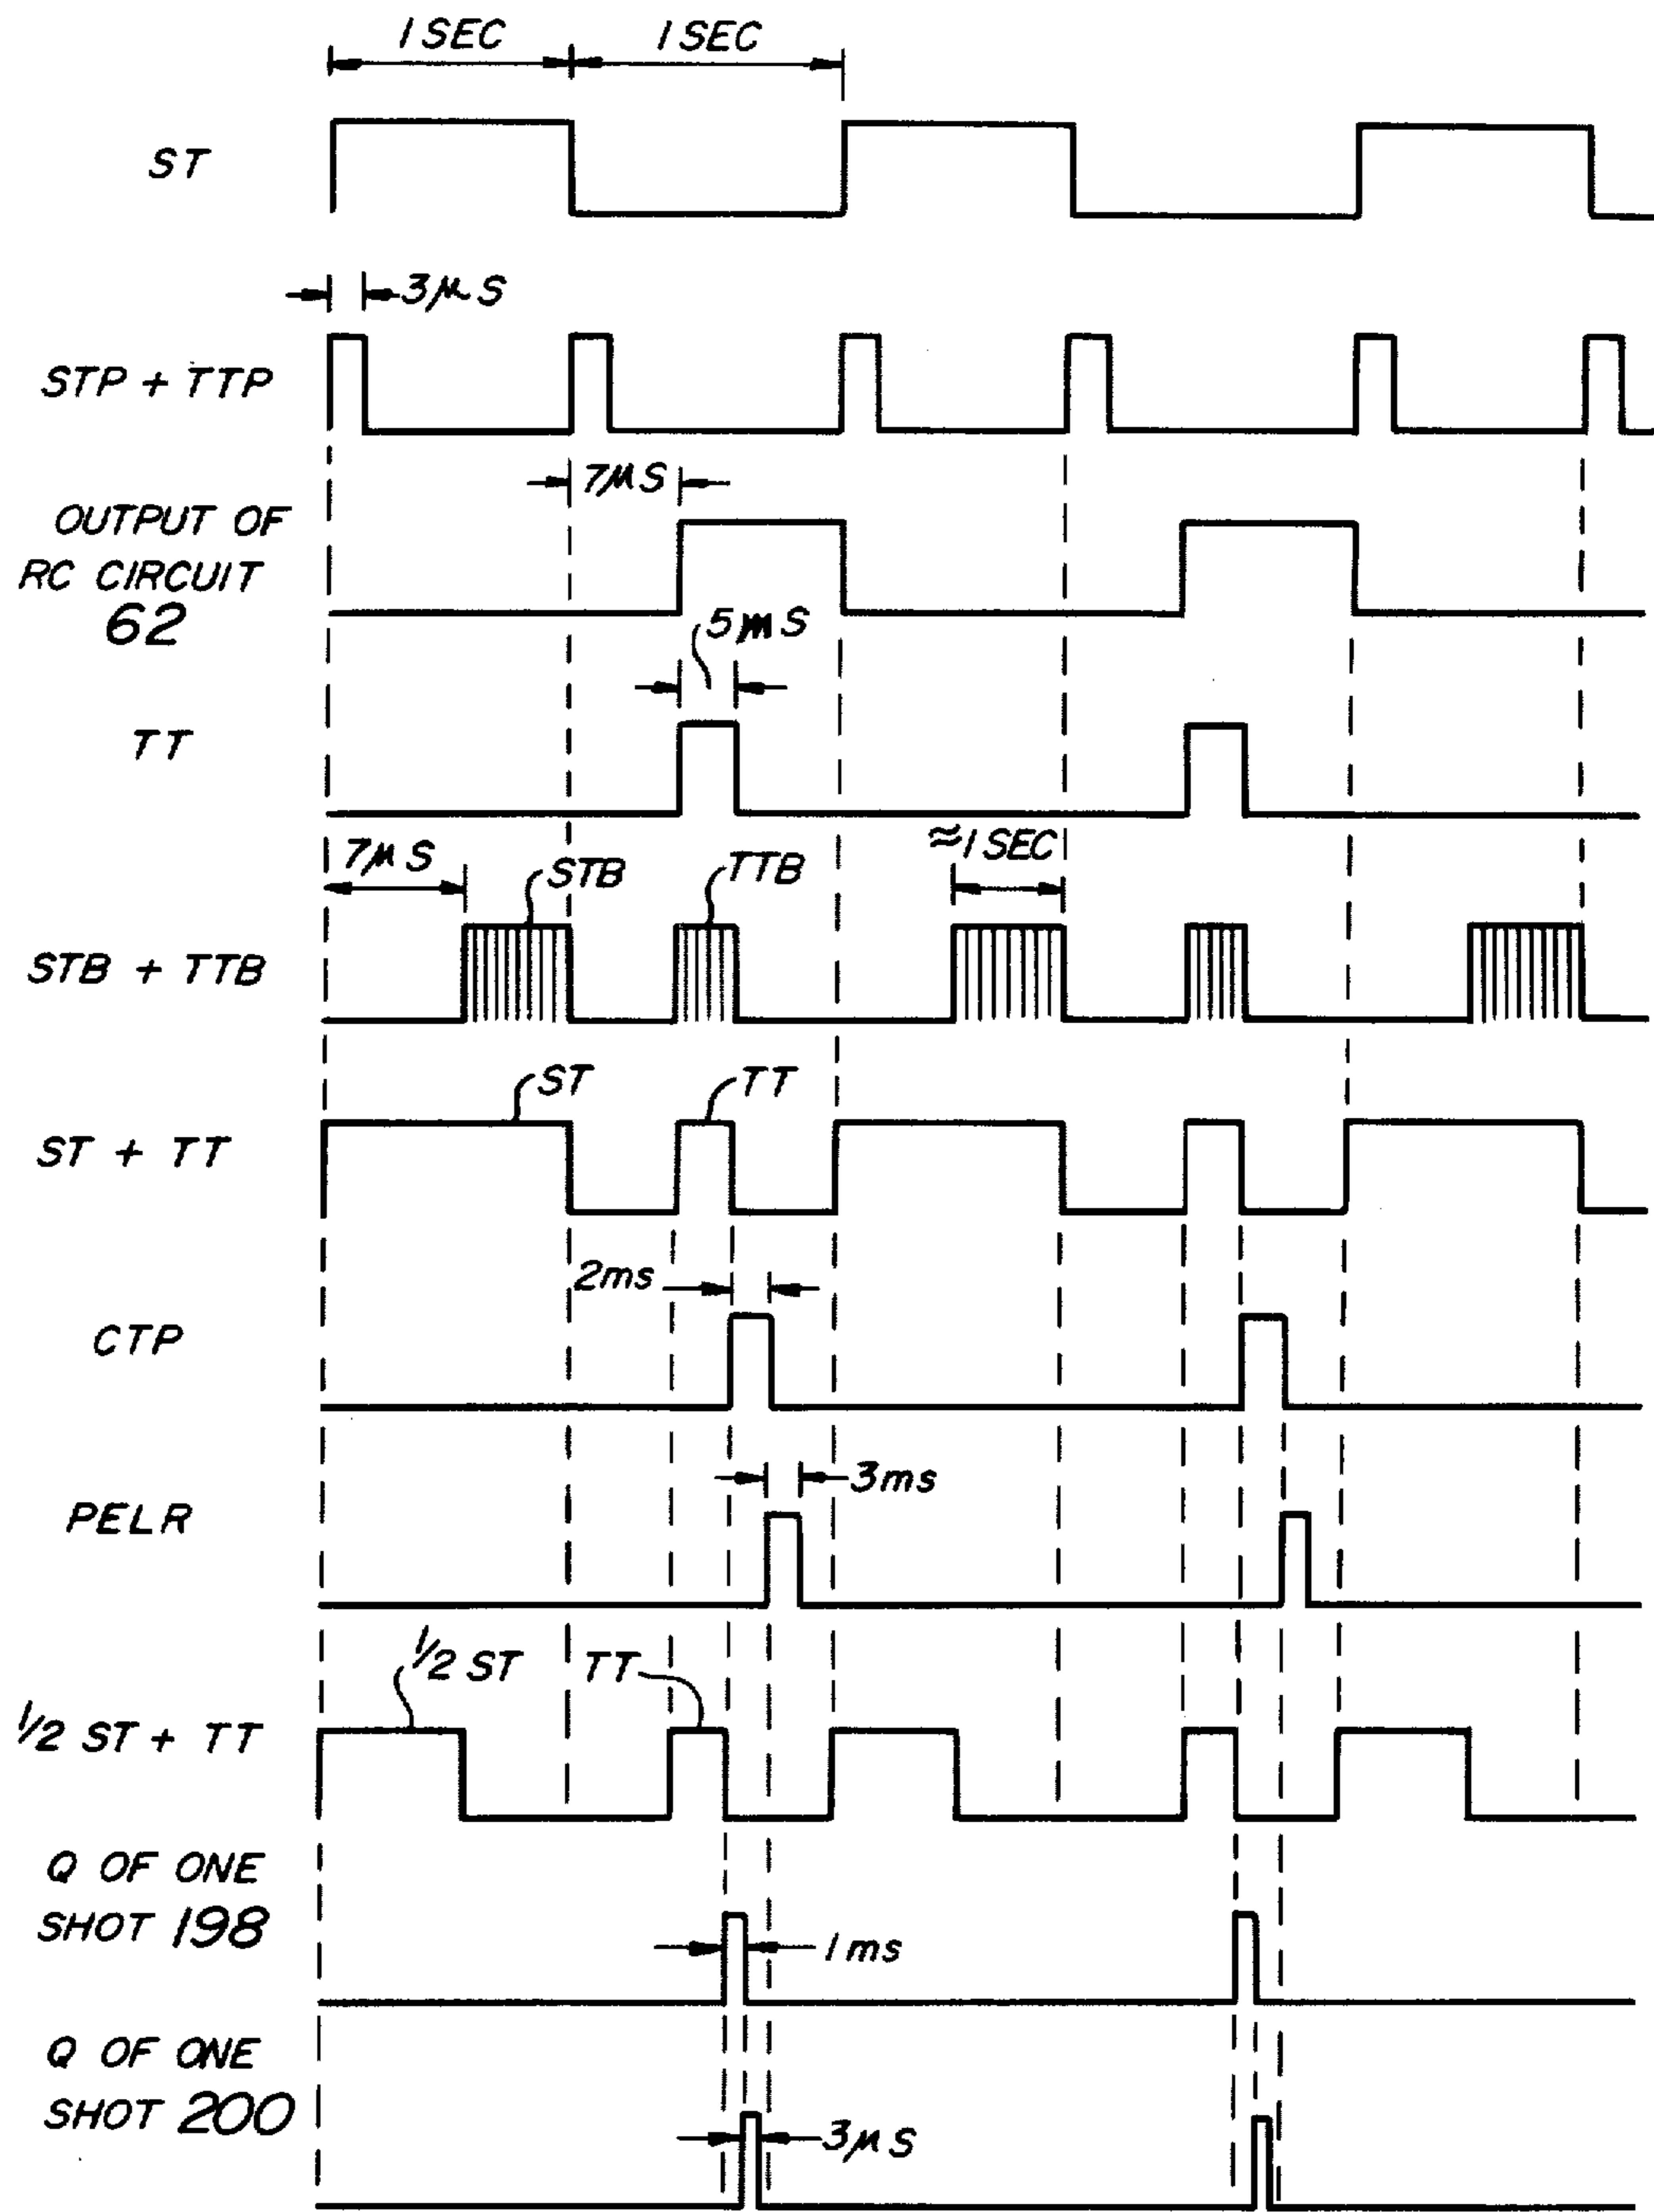 1 SEC 1 SEC
ST
3μS
STP + TTP
7μS
OUTPUT OF
RC CIRCUIT
62
5μS
TT
7μS STB TTB ≈1 SEC
STB + TTB
ST TT
ST + TT
2ms
CTP
3ms
PELR
1/2 ST TT
1/2 ST + TT
Q OF ONE
SHOT 198
1ms
Q OF ONE
SHOT 200
3μS